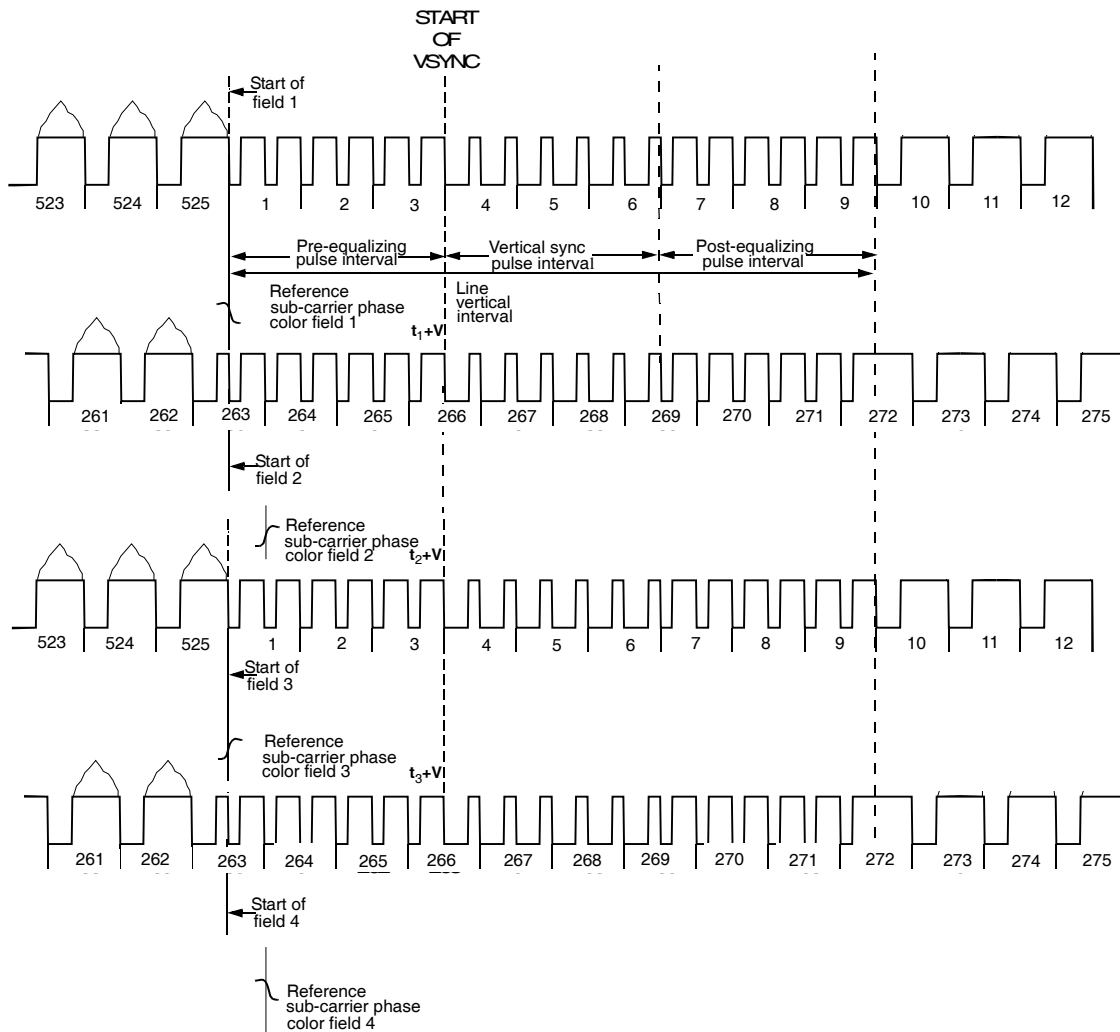 START
OF
VSYNC
Start of
field 1
523 524 525 1 2 3 4 5 6 7 8 9 10 11 12
Pre-equalizing
pulse interval
Vertical sync
pulse interval
Post-equalizing
pulse interval
Reference
sub-carrier phase
color field 1
Line
vertical
interval
t1+V
261 262 263 264 265 266 267 268 269 270 271 272 273 274 275
Start of
field 2
Reference
sub-carrier phase
color field 2
t2+V
523 524 525 1 2 3 4 5 6 7 8 9 10 11 12
Start of
field 3
Reference
sub-carrier phase
color field 3
t3+V
261 262 263 264 265 266 267 268 269 270 271 272 273 274 275
Start of
field 4
Reference
sub-carrier phase
color field 4